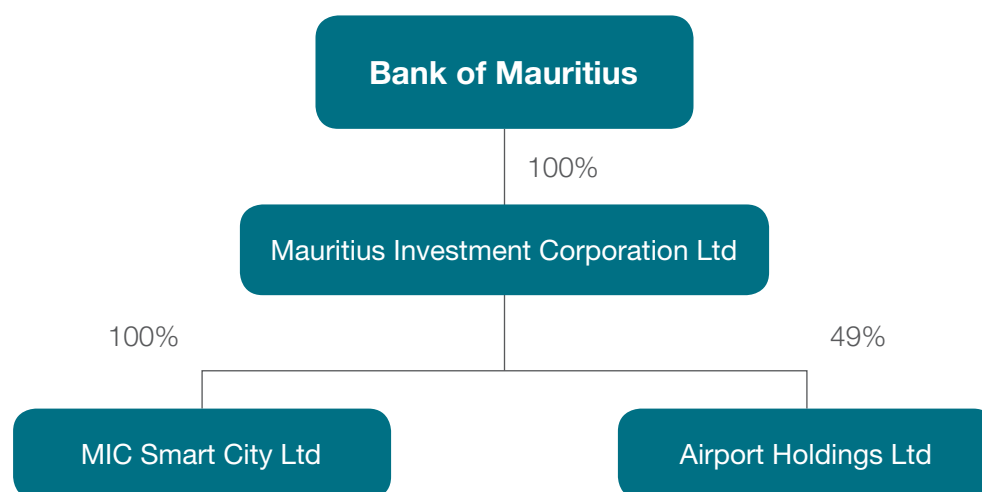 Bank of Mauritius
100%
Mauritius Investment Corporation Ltd
100%
49%
MIC Smart City Ltd
Airport Holdings Ltd